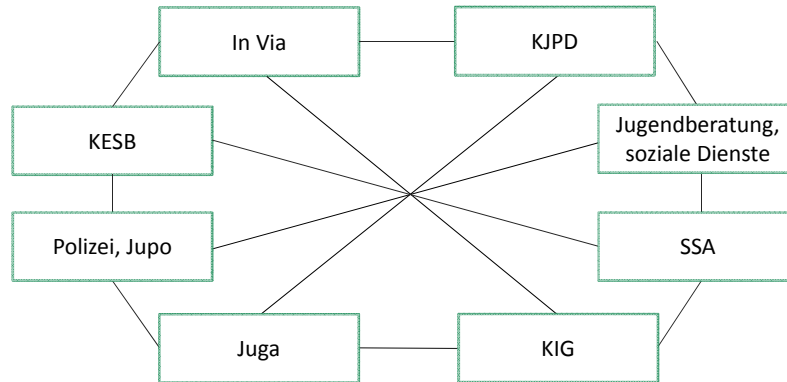 In Via
KJPD
KESB
Jugendberatung,
soziale Dienste
Polizei, Jupo
SSA
Juga
KIG